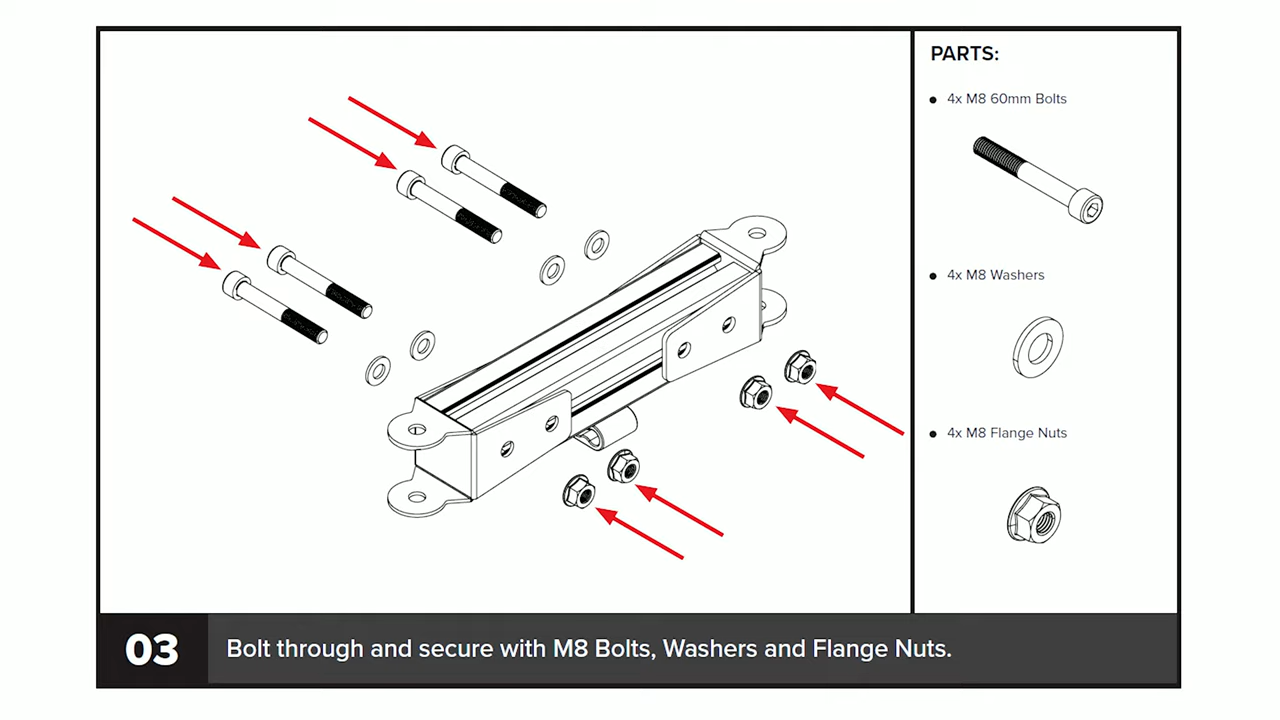 PARTS:
4x M8 60mm Bolts
4x M8 Washers
4x M8 Flange Nuts
03
Bolt through and secure with M8 Bolts, Washers and Flange Nuts.